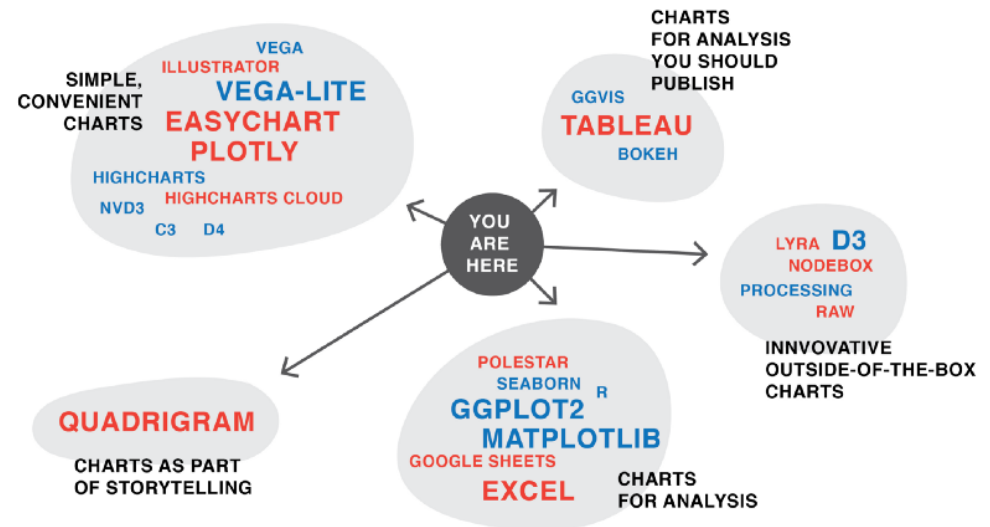 SIMPLE,
CONVENIENT
CHARTS
VEGA
ILLUSTRATOR
VEGA-LITE
EASYCHART
PLOTLY
HIGHCHARTS
HIGHCHARTS CLOUD
NVD3
C3
D4
CHARTS
FOR ANALYSIS
YOU SHOULD
PUBLISH
GGVIS
TABLEAU
BOKEH
YOU
ARE
HERE
LYRA D3
NODEBOX
PROCESSING
RAW
INNVOVATIVE
OUTSIDE-OF-THE-BOX
CHARTS
QUADRIGRAM
CHARTS AS PART
OF STORYTELLING
POLESTAR
SEABORN
R
GGPLOT2
MATPLOTLIB
GOOGLE SHEETS
EXCEL
CHARTS
FOR ANALYSIS